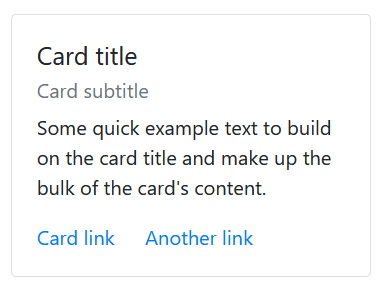 Card title
Card subtitle
Some quick example text to build
on the card title and make up the
bulk of the card's content.
Card link Another link